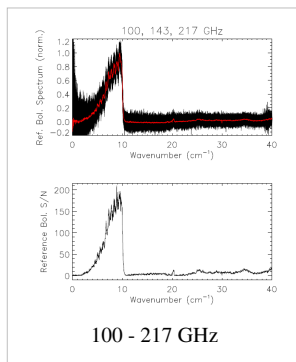 100, 143, 217 GHz
Ref. Bol. Spectrum (norm.)
1.2
1.0
0.8
0.6
0.4
0.2
0.0
-0.2
0 10 20 30 40
Wavenumber (cm⁻¹)
Reference Bol. S/N
200
150
100
50
0
0 10 20 30 40
Wavenumber (cm⁻¹)
100 - 217 GHz